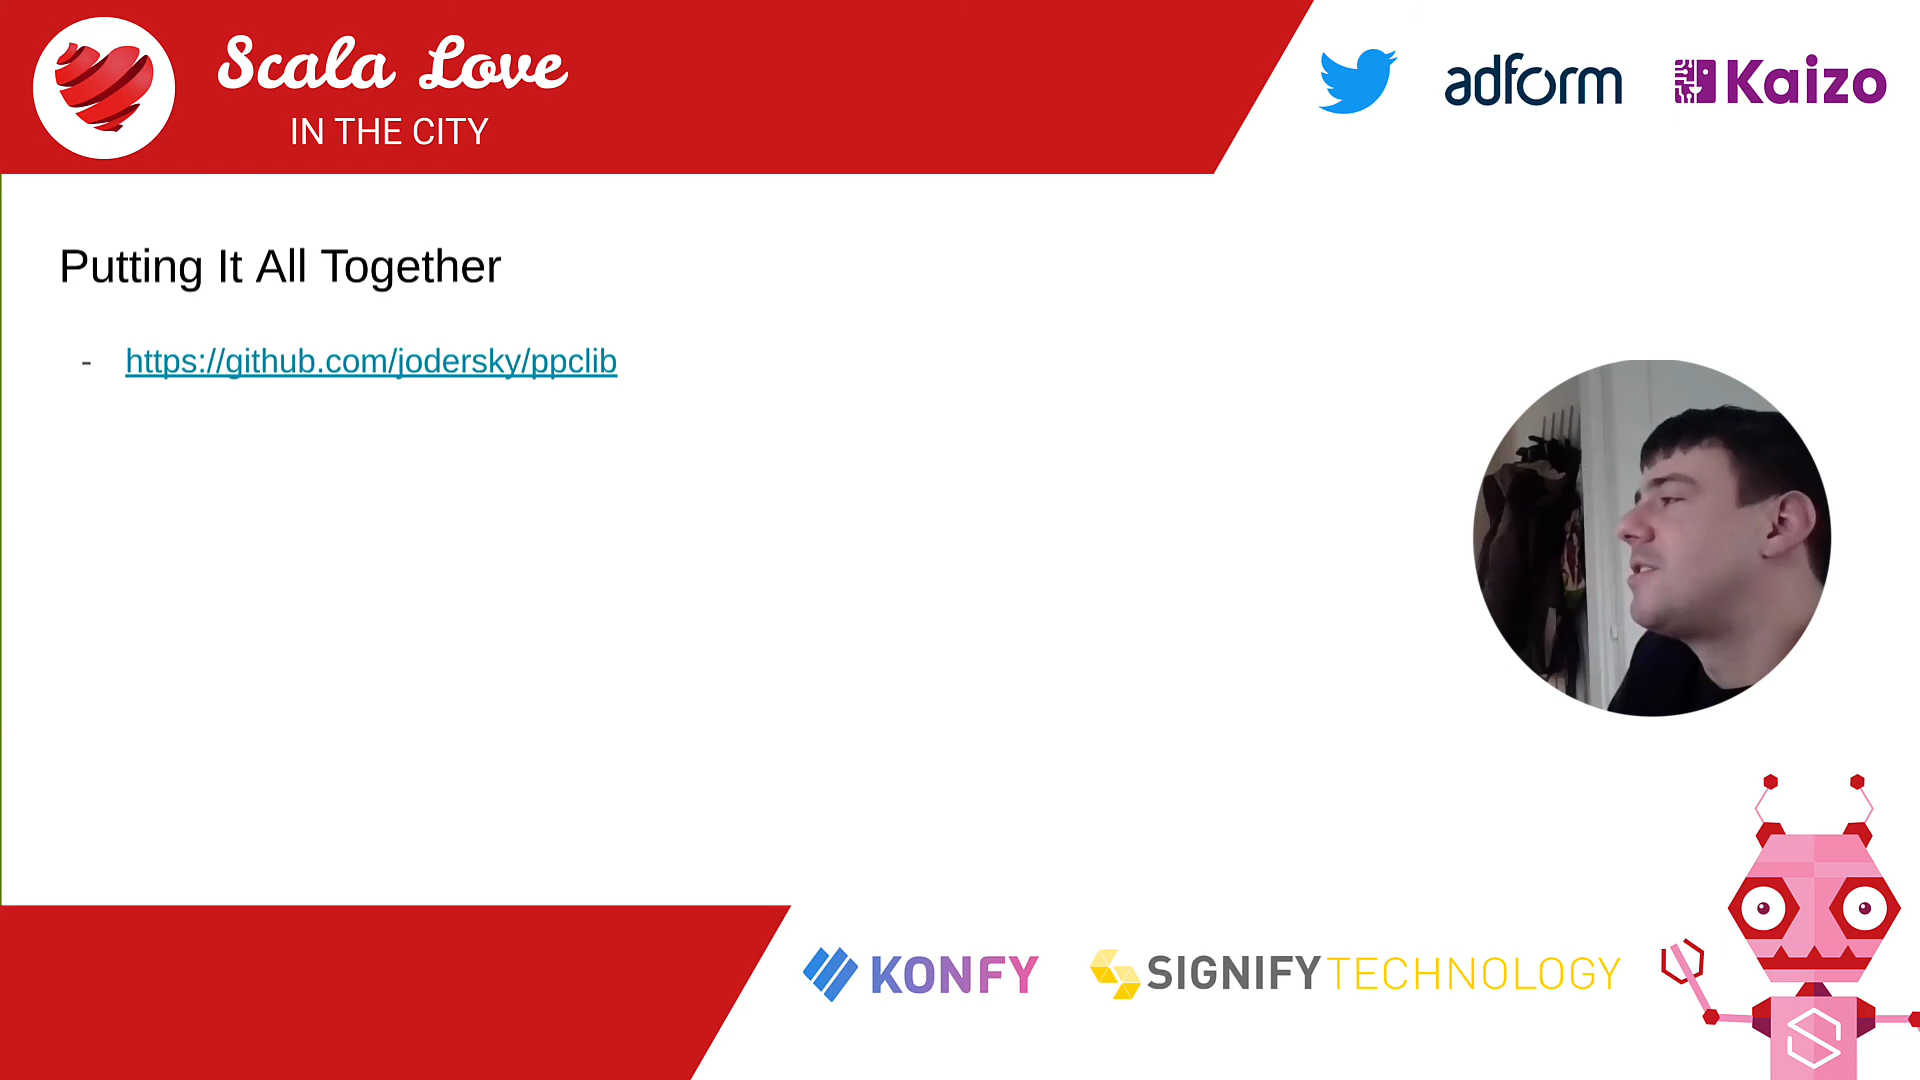 Scala Love
IN THE CITY
adform
Kaizo
Putting It All Together
- https://github.com/jodersky/ppclib
KONFY
SIGNIFY TECHNOLOGY